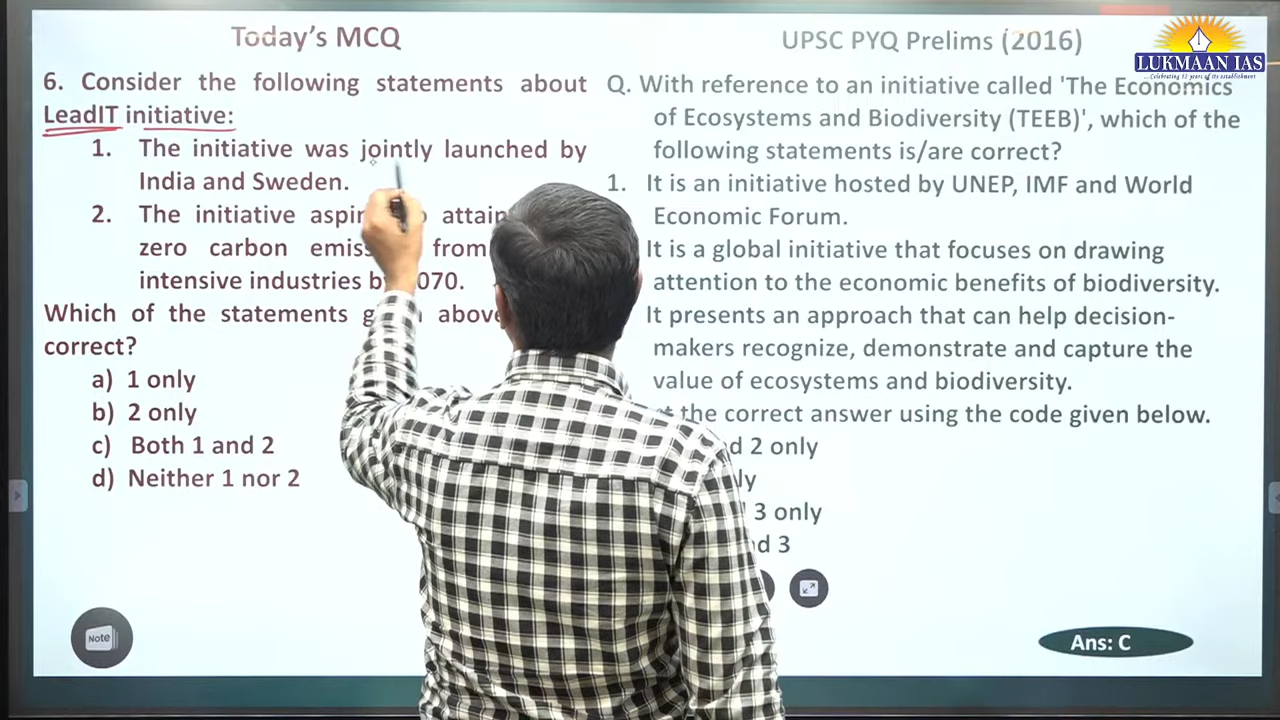 Today's MCQ
6. Consider the following statements about
LeadIT initiative:
1. The initiative was jointly launched by
India and Sweden.
2. The initiative attain
zero carbon from
intensive industries
Which of the statements above
correct?
a) 1 only
b) 2 only
c) Both 1 and 2
d) Neither 1 nor 2
Note
UPSC PYQ Prelims (2016)
LUKMAAN IAS
Q. With reference to an initiative called 'The Economics
of Ecosystems and Biodiversity (TEEB)', which of the
following statements is/are correct?
1. It is an initiative hosted by UNEP, IMF and World
Economic Forum.
It is a global initiative that focuses on drawing
attention to the economic benefits of biodiversity.
It presents an approach that can help decision-
makers recognize, demonstrate and capture the
value of ecosystems and biodiversity.
the correct answer using the code given below.
2 only
3 only
3
Ans: C